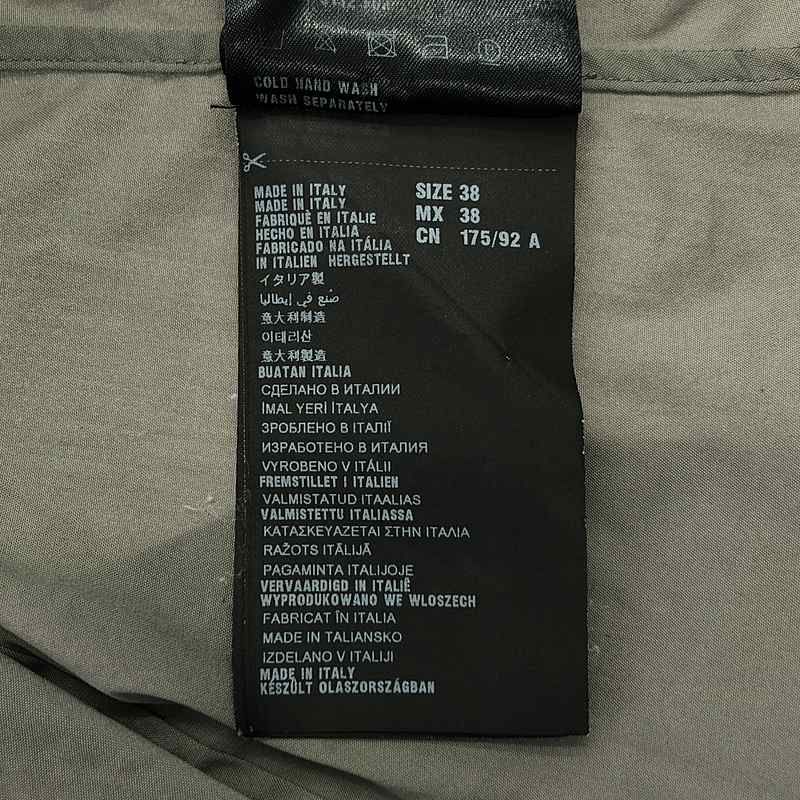 COLD HAND WASH
WASH SEPARATELY
MADE IN ITALY
MADE IN ITALY
FABRIQUÈ EN ITALIE
HECHO EN ITALIA
FABRICADO NA ITÁLIA
IN ITALIEN HERGESTELLT
イタリア製
صُنع في إيطاليا
意大利制造
이태리산
意大利製造
BUATAN ITALIA
СДЕЛАНО В ИТАЛИИ
İMAL YERİ İTALYA
ЗРОБЛЕНО В ІТАЛІЇ
ИЗРАБОТЕНО В ИТАЛИЯ
VYROBENO V ITÁLII
FREMSTILLET I ITALIEN
VALMISTATUD ITAALIAS
VALMISTETTU ITALIASSA
ΚΑΤΑΣΚΕΥΑΖΕΤΑΙ ΣΤΗΝ ΙΤΑΛΙΑ
RAŽOTS ITĀLIJĀ
PAGAMINTA ITALIJOJE
VERVAARDIGD IN ITALIË
WYPRODUKOWANO WE WLOSZECH
FABRICAT ÎN ITALIA
MADE IN TALIANSKO
IZDELANO V ITALIJI
MADE IN ITALY
KÉSZÜLT OLASZORSZÁGBAN
SIZE 38
MX 38
CN 175/92 A